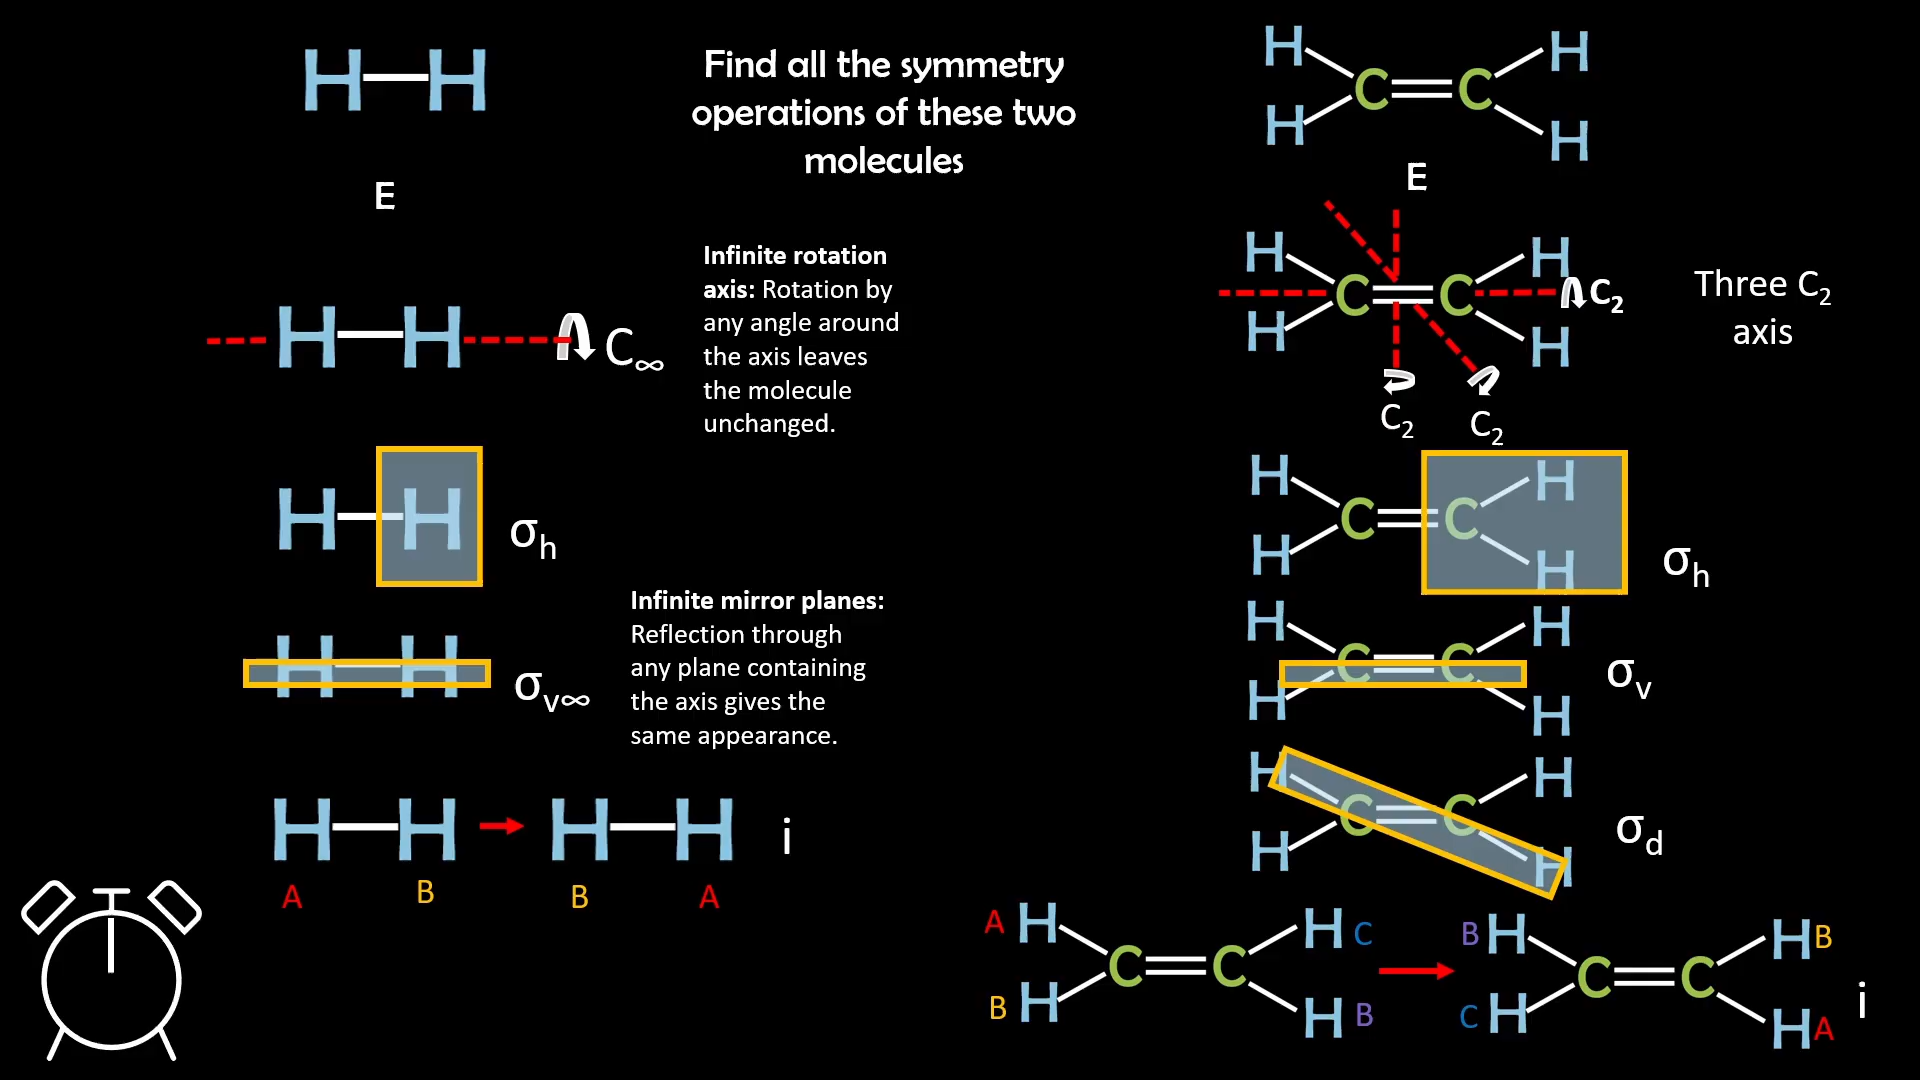 H H
Find all the symmetry
operations of these two
molecules
H H
C C
H H
E
E
H H
C C C2
H H
C2 C2
Three C2
axis
H H C∞
Infinite rotation
axis: Rotation by
any angle around
the axis leaves
the molecule
unchanged.
H H σh
H H
C C
H H
σh
H H σv∞
Infinite mirror planes:
Reflection through
any plane containing
the axis gives the
same appearance.
H H
C C
H H
σv
H H
C C
H H
σd
H H H H i
A B B A
A H H C
C C
B H H B
B H H B
C C
C H H A
i